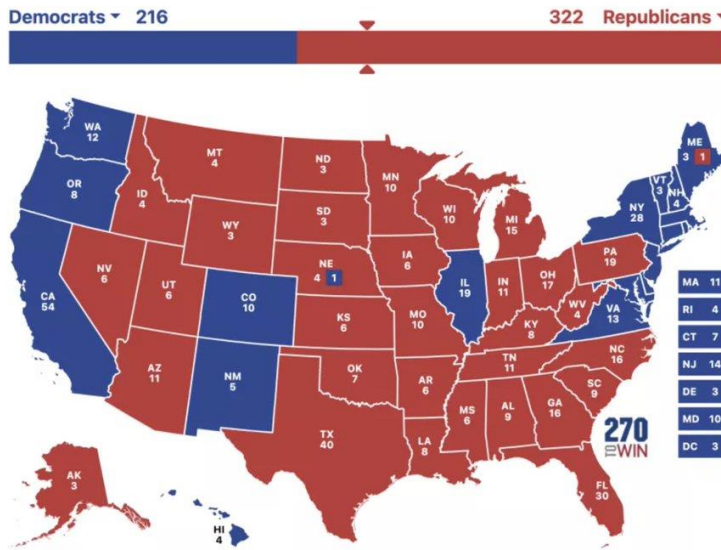 Democrats 216
322 Republicans
WA
12
OR
8
CA
54
NV
6
ID
4
MT
4
WY
3
UT
6
AZ
11
CO
10
NM
5
ND
3
SD
3
NE
4 1
KS
6
OK
7
TX
40
MN
10
IA
6
MO
10
AR
6
LA
8
WI
10
IL
19
MS
6
MI
15
IN
11
KY
8
TN
11
AL
9
OH
17
WV
4
GA
16
FL
30
SC
9
NC
16
VA
13
PA
19
NY
28
VT
3
NH
4
ME
3 1
MA 11
RI 4
CT 7
NJ 14
DE 3
MD 10
DC 3
AK
3
HI
4
270
TO WIN